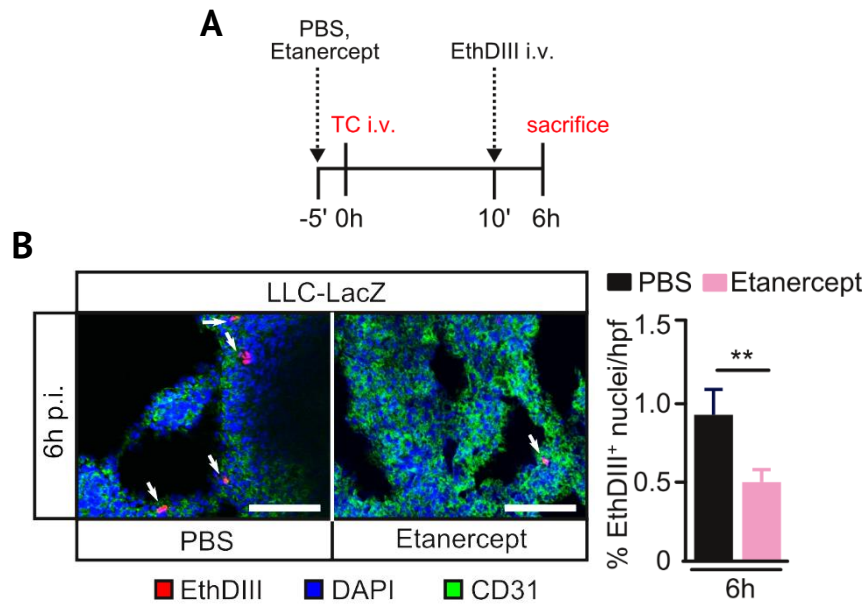 A
PBS,
Etanercept
EthDIII i.v.
TC i.v.
sacrifice
-5' 0h 10' 6h
B
LLC-LacZ
6h p.i.
PBS
Etanercept
EthDIII DAPI CD31
PBS Etanercept
% EthDIII⁺ nuclei/hpf
1.5
**
1.0
0.5
0
6h